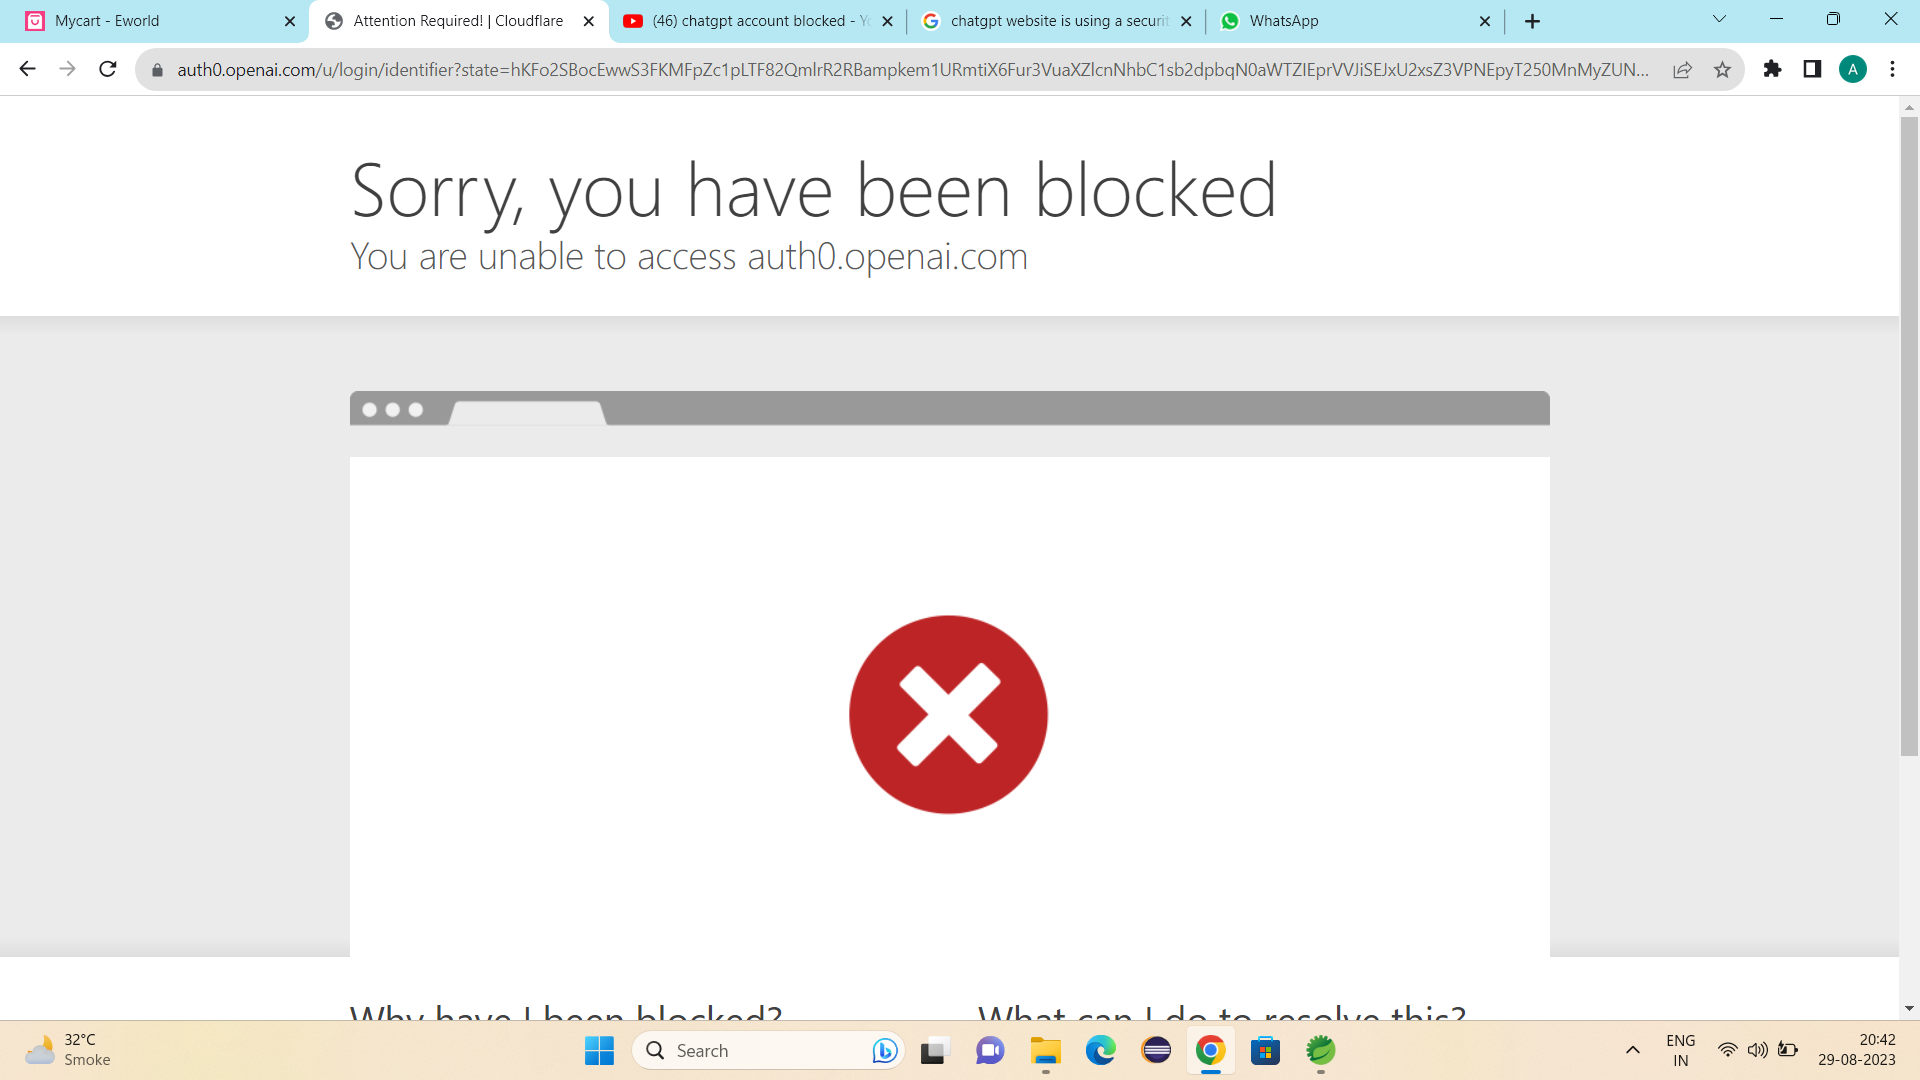 Mycart - Eworld
Attention Required! | Cloudflare
(46) chatgpt account blocked - Yo
chatgpt website is using a securit
WhatsApp
auth0.openai.com/u/login/identifier?state=
A
Sorry, you have been blocked
You are unable to access auth0.openai.com
Why have I been blocked?
What can I do to resolve this?
32°C
Smoke
Search
ENG
IN
20:42
29-08-2023